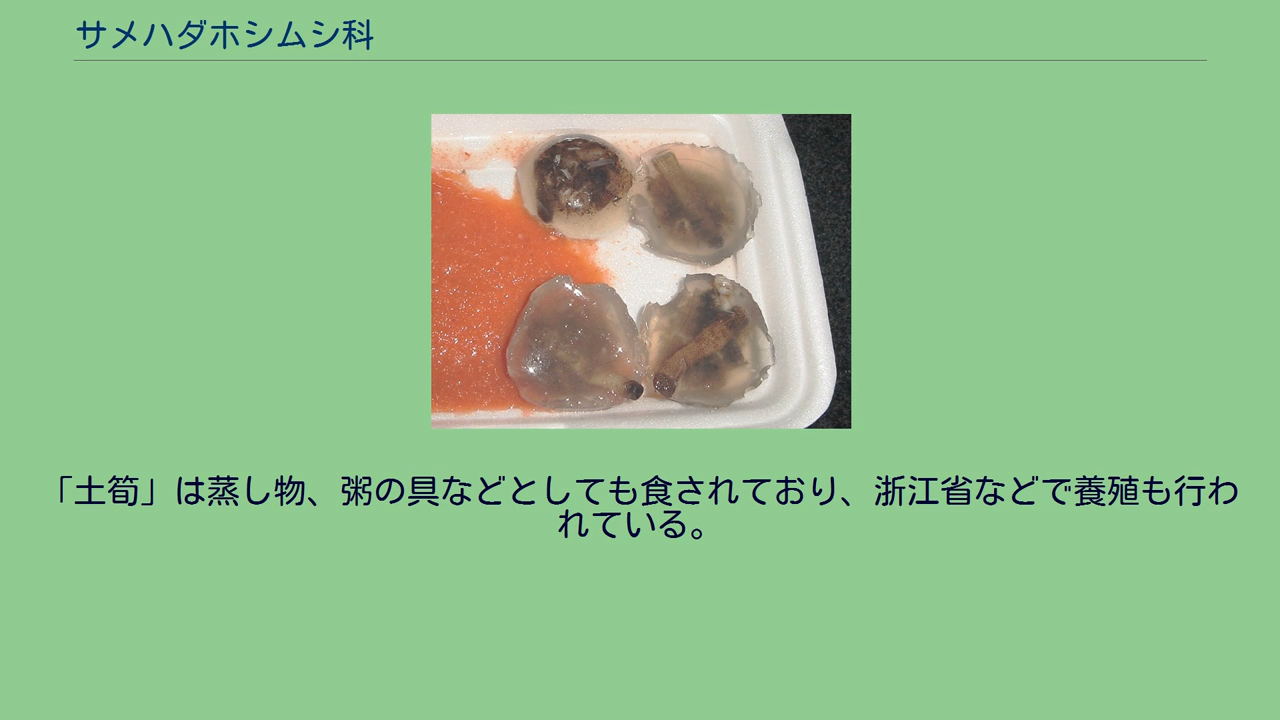 サメハダホシムシ科
「土筍」は蒸し物、粥の具などとしても食されており、浙江省などで養殖も行わ
れている。